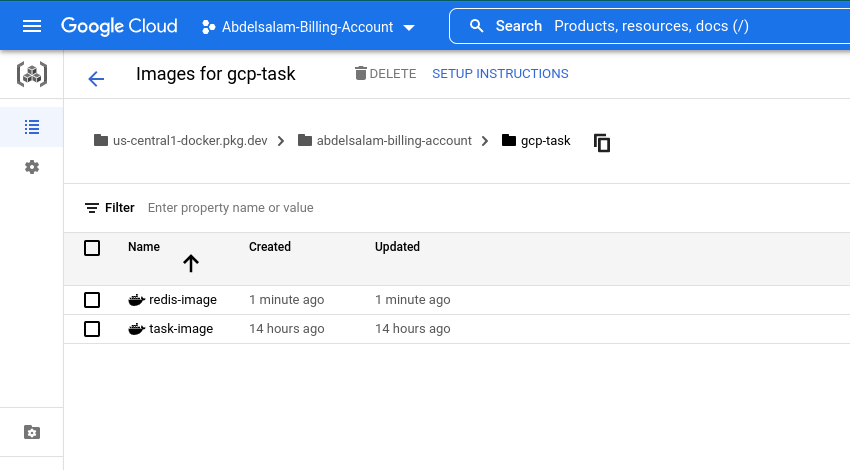 Google Cloud Abdelsalam-Billing-Account Search Products, resources, docs (/)
Images for gcp-task DELETE SETUP INSTRUCTIONS
us-central1-docker.pkg.dev abdelsalam-billing-account gcp-task
Filter Enter property name or value
Name Created Updated
redis-image 1 minute ago 1 minute ago
task-image 14 hours ago 14 hours ago